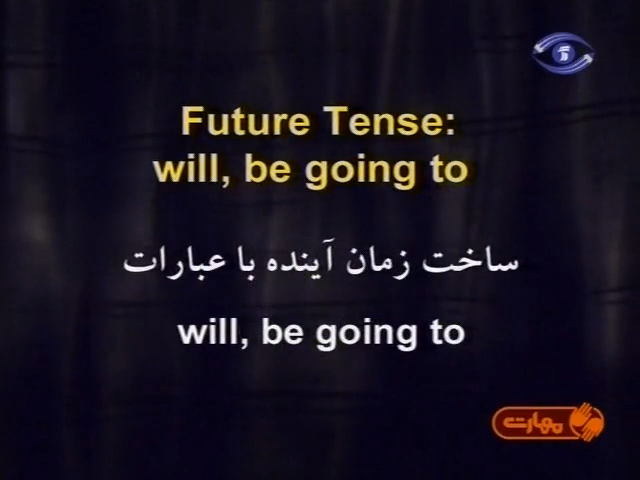 Future Tense:
will, be going to
ساخت زمان آینده با عبارات
will, be going to
مهارت